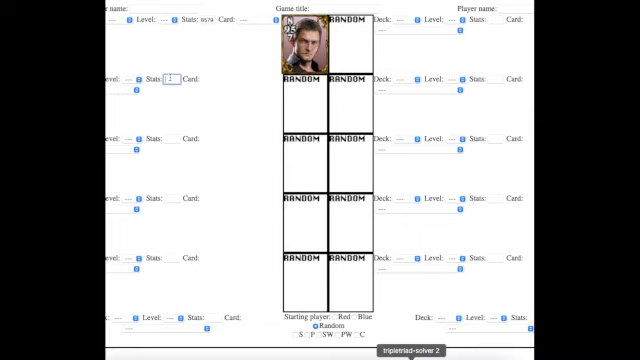 r name: Game title: Player name:
--- Level: --- Stats: 8579 Card: --- RANDOM Deck: --- Level: --- Stats: Card:
---
evel: --- Stats: Card: RANDOM RANDOM Deck: --- Level: --- Stats: Card:
---
evel: --- Stats: Card: RANDOM RANDOM Deck: --- Level: --- Stats: Card:
---
evel: --- Stats: Card: RANDOM RANDOM Deck: --- Level: --- Stats: Card:
---
evel: --- Stats: Card: RANDOM RANDOM Deck: --- Level: --- Stats: Card:
---
--- Level: --- Stats: Card: Starting player: Red Blue Deck: --- Level: --- Stats:
--- Random ---
S P SW PW C
tripletriad-solver 2